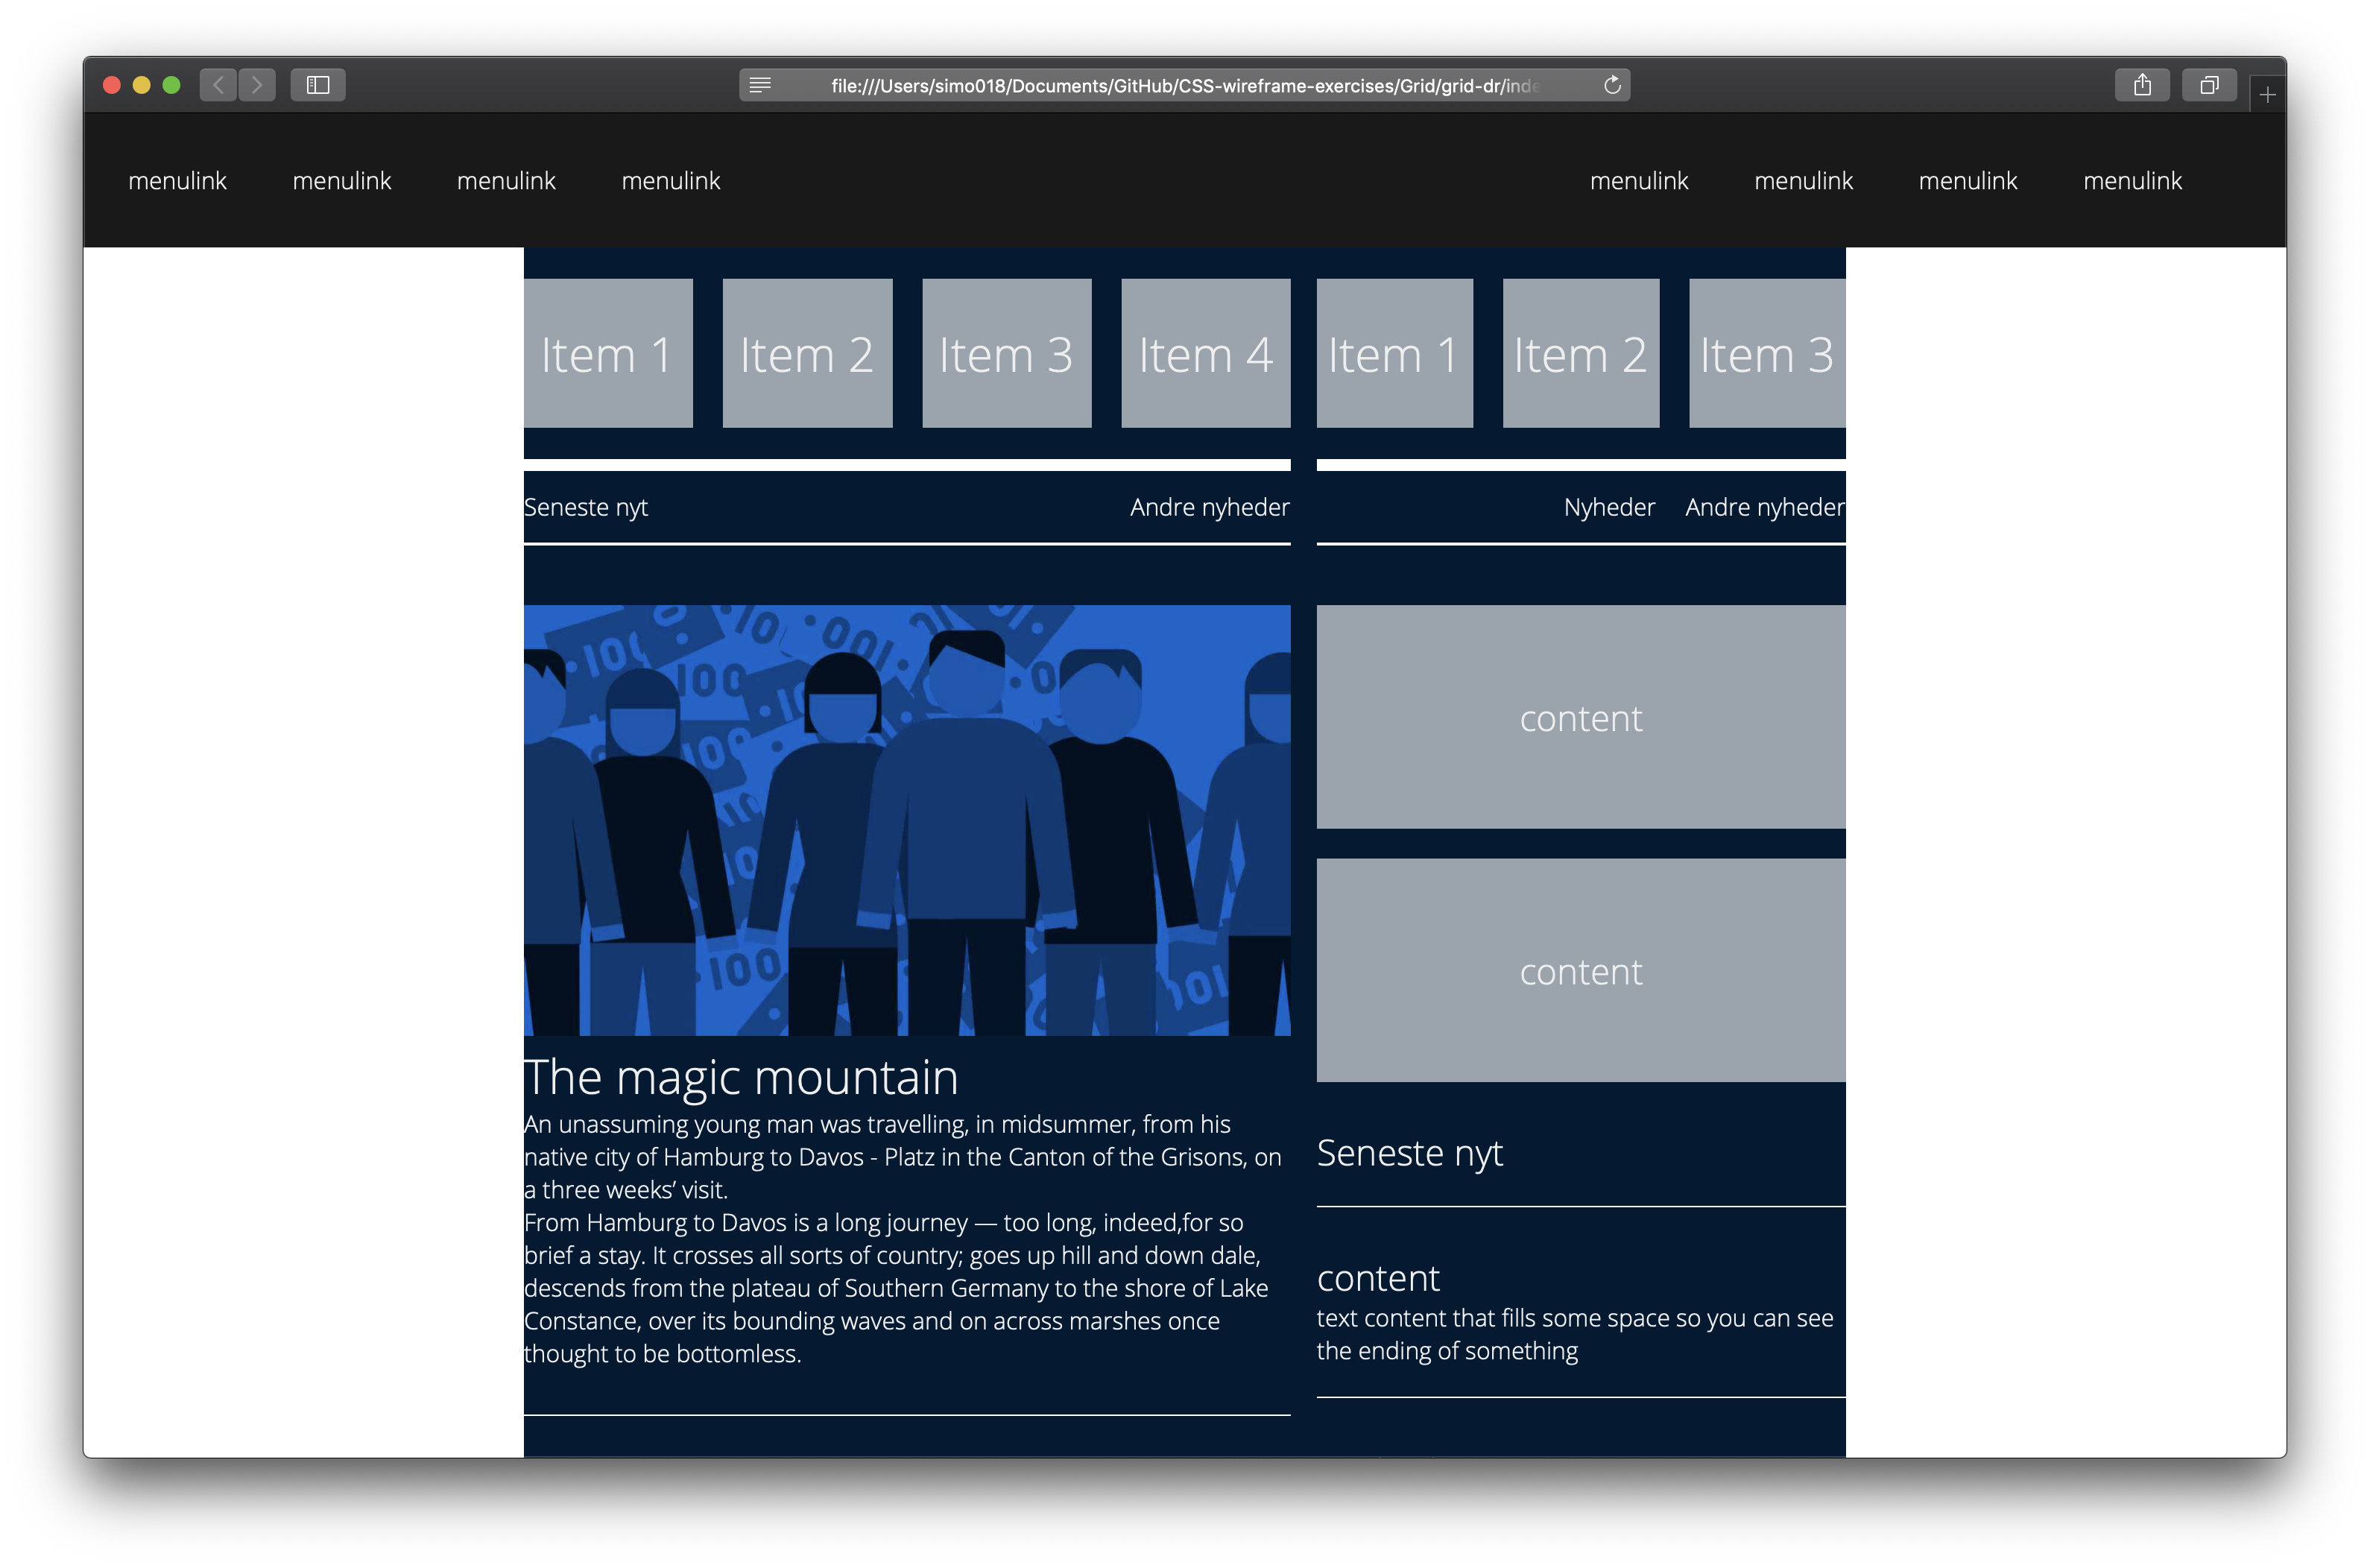 file:///Users/simo018/Documents/GitHub/CSS-wireframe-exercises/Grid/grid-dr/inde
menulink menulink menulink menulink menulink menulink menulink menulink
Item 1 Item 2 Item 3 Item 4 Item 1 Item 2 Item 3
Seneste nyt Andre nyheder Nyheder Andre nyheder
100
100
100
100
100
100
content
content
The magic mountain
An unassuming young man was travelling, in midsummer, from his
native city of Hamburg to Davos - Platz in the Canton of the Grisons, on
a three weeks’ visit.
From Hamburg to Davos is a long journey — too long, indeed,for so
brief a stay. It crosses all sorts of country; goes up hill and down dale,
descends from the plateau of Southern Germany to the shore of Lake
Constance, over its bounding waves and on across marshes once
thought to be bottomless.
Seneste nyt
content
text content that fills some space so you can see
the ending of something